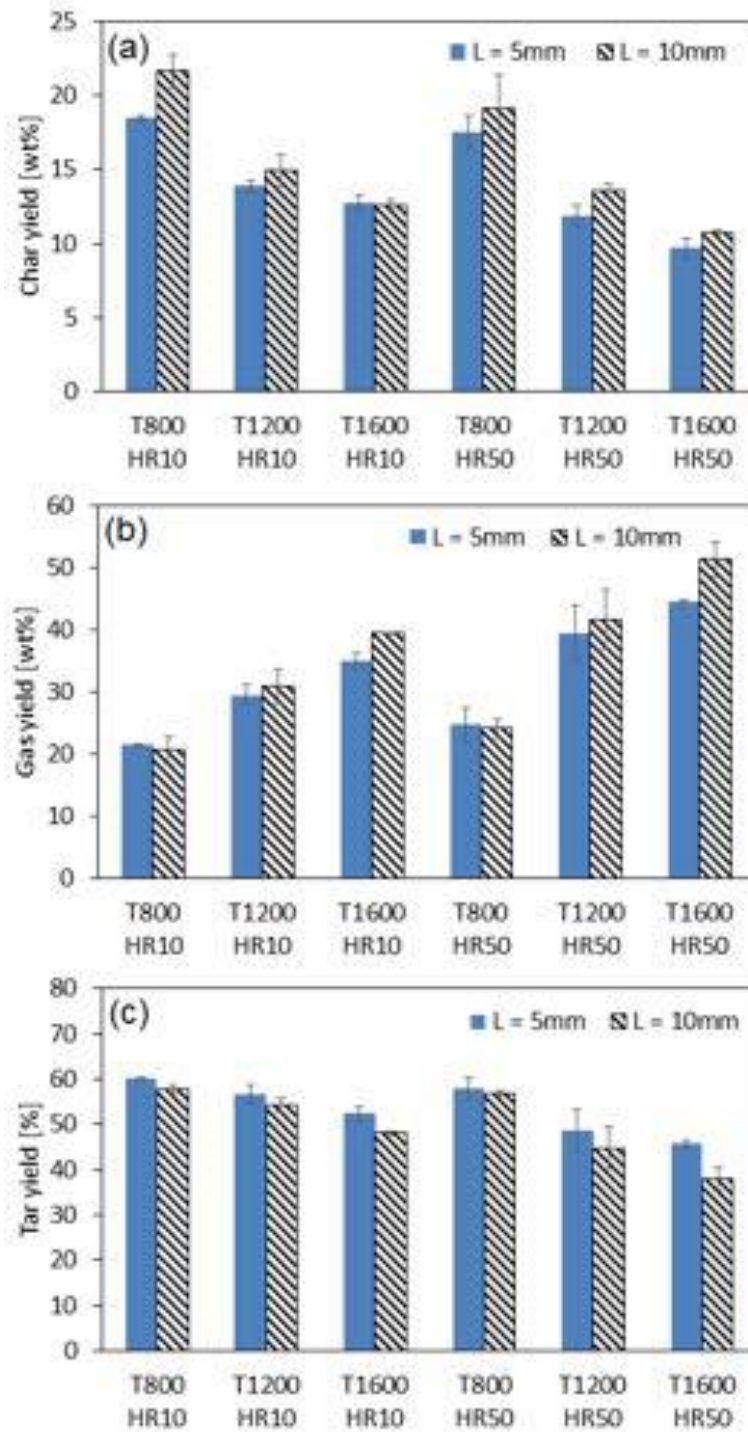 (a)
L = 5mm L = 10mm
Char yield [wt%]
25
20
15
10
5
0
T800 T1200 T1600 T800 T1200 T1600
HR10 HR10 HR10 HR50 HR50 HR50
(b)
L = 5mm L = 10mm
Gas yield [wt%]
60
50
40
30
20
10
0
T800 T1200 T1600 T800 T1200 T1600
HR10 HR10 HR10 HR50 HR50 HR50
(c)
L = 5mm L = 10mm
Tar yield [%]
80
70
60
50
40
30
20
10
0
T800 T1200 T1600 T800 T1200 T1600
HR10 HR10 HR10 HR50 HR50 HR50